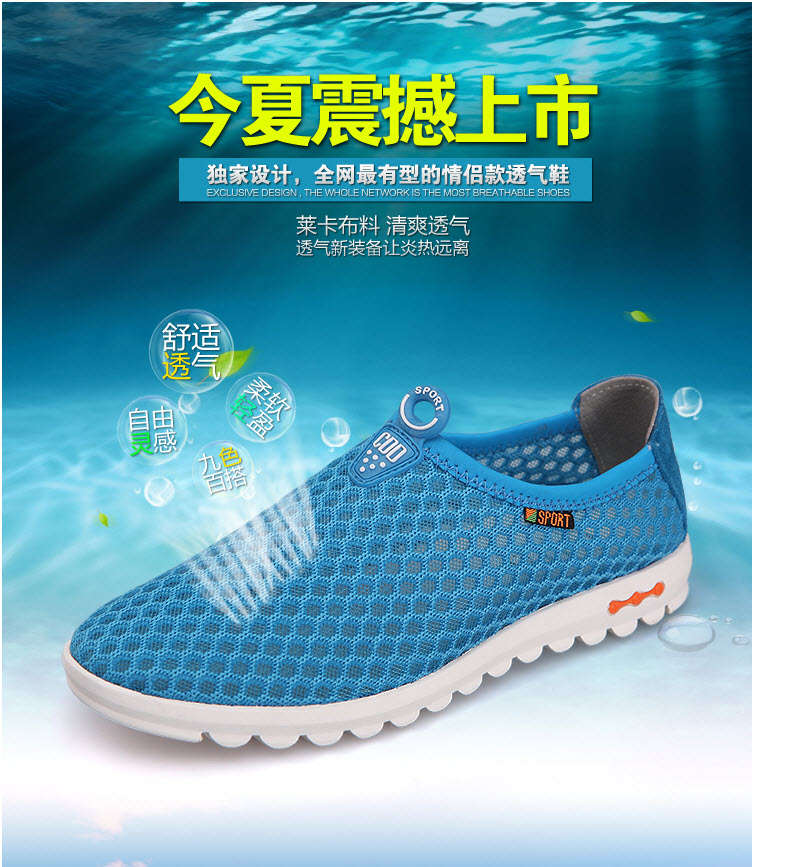 今夏震撼上市
独家设计，全网最有型的情侣款透气鞋
EXCLUSIVE DESIGN , THE WHOLE NETWORK IS THE MOST BREATHABLE SHOES
莱卡布料 清爽透气
透气新装备让炎热远离
舒适
透气
柔软
轻盈
自由
灵感
九色
百搭
SPORT
CDD
SPORT